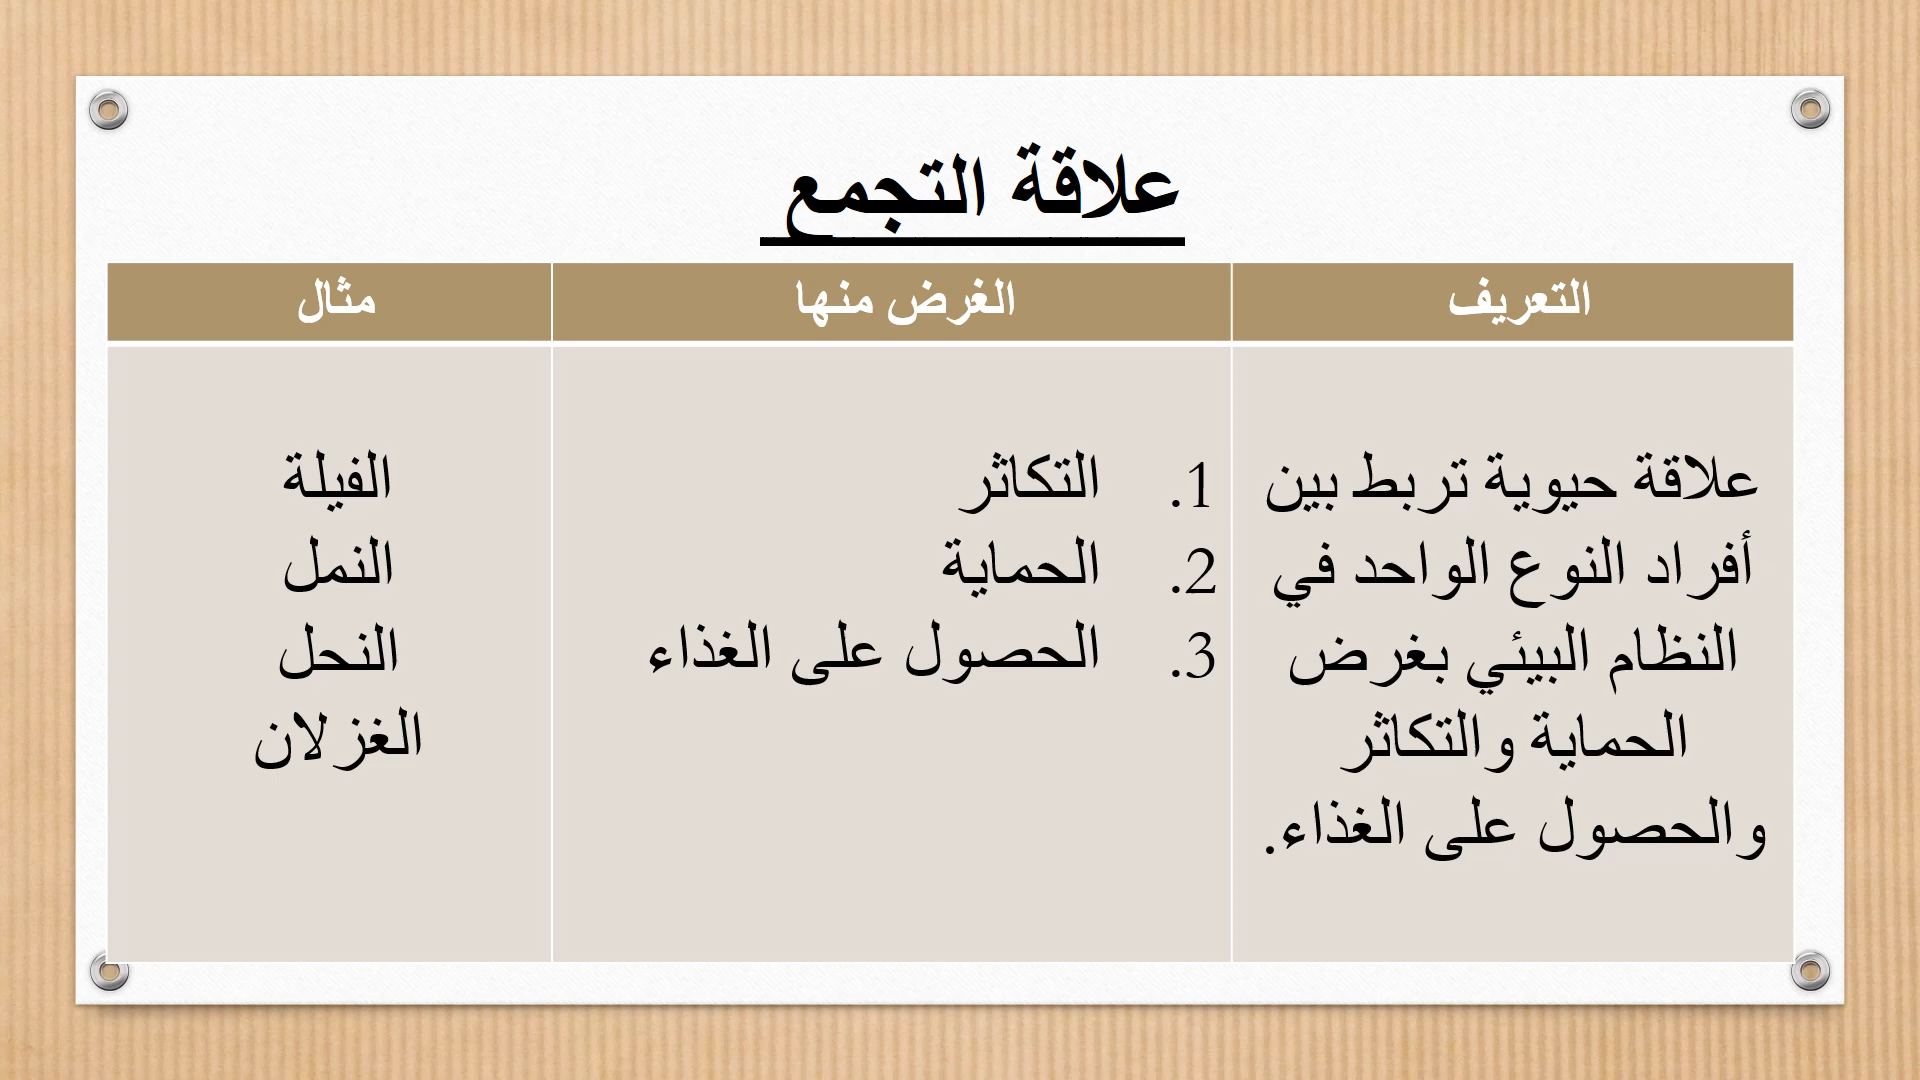 علاقة التجمع
التعريف
الغرض منها
مثال
علاقة حيوية تربط بين
أفراد النوع الواحد في
النظام البيئي بغرض
الحماية والتكاثر
والحصول على الغذاء.
1. التكاثر
2. الحماية
3. الحصول على الغذاء
الفيلة
النمل
النحل
الغزلان